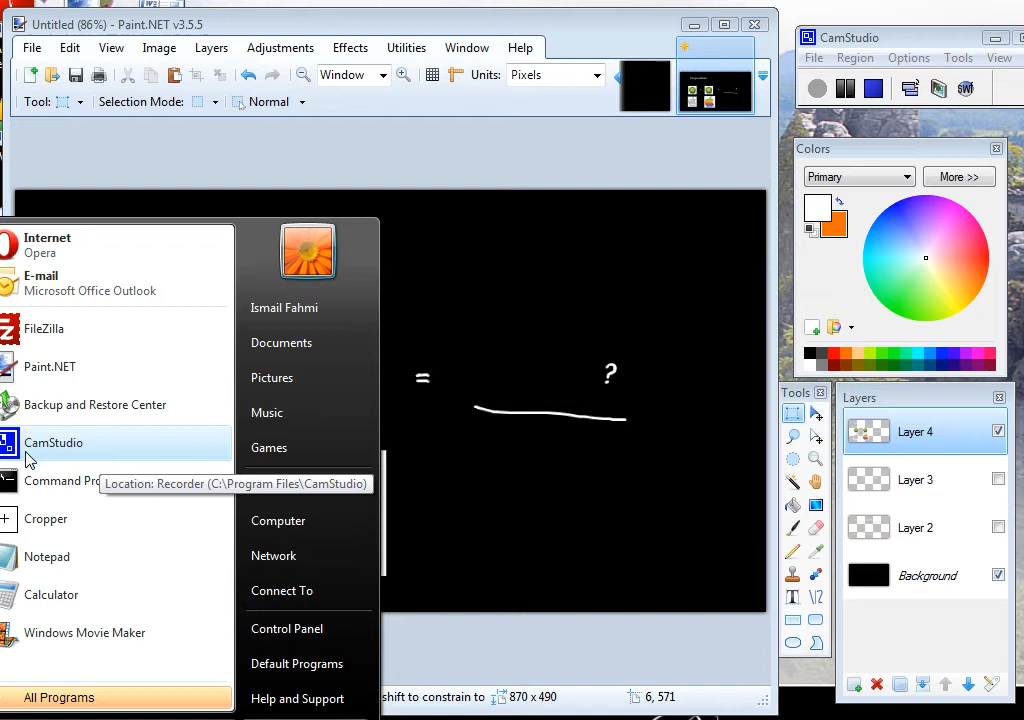 Untitled (86%) - Paint.NET v3.5.5
File Edit View Image Layers Adjustments Effects Utilities Window Help
Window Units: Pixels
Tool: Selection Mode: Normal
CamStudio
File Region Options Tools View
Colors
Primary More >>
= ?
Internet
Opera
E-mail
Microsoft Office Outlook
FileZilla
Paint.NET
Backup and Restore Center
CamStudio
Command Pro
Location: Recorder (C:\Program Files\CamStudio)
Cropper
Notepad
Calculator
Windows Movie Maker
All Programs
Ismail Fahmi
Documents
Pictures
Music
Games
Computer
Network
Connect To
Control Panel
Default Programs
Help and Support
Tools
Layers
Layer 4
Layer 3
Layer 2
Background
shift to constrain to 870 x 490 6, 571